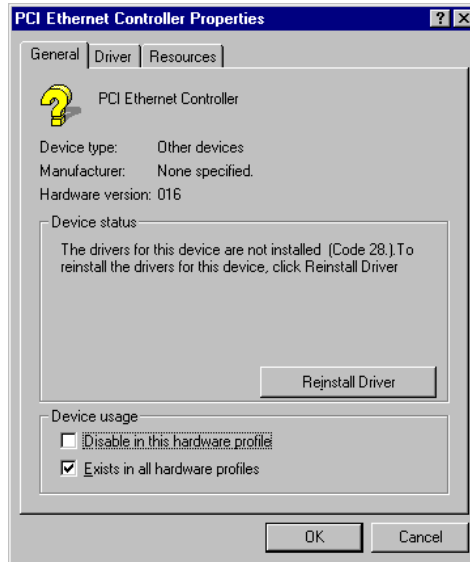 PCI Ethernet Controller Properties
General Driver Resources
PCI Ethernet Controller
Device type: Other devices
Manufacturer: None specified.
Hardware version: 016
Device status
The drivers for this device are not installed (Code 28.).To
reinstall the drivers for this device, click Reinstall Driver
Reinstall Driver
Device usage
Disable in this hardware profile
Exists in all hardware profiles
OK Cancel